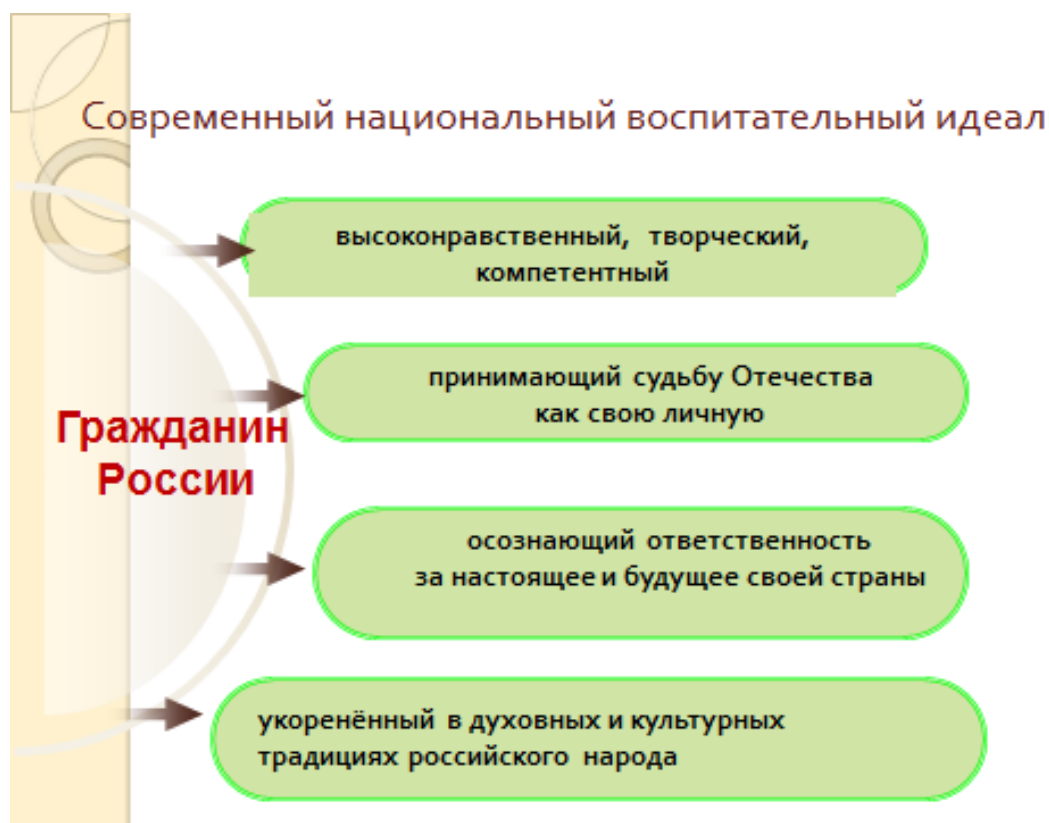 Современный национальный воспитательный идеал
высоконравственный, творческий,
компетентный
принимающий судьбу Отечества
как свою личную
Гражданин
России
осознающий ответственность
за настоящее и будущее своей страны
укоренённый в духовных и культурных
традициях российского народа